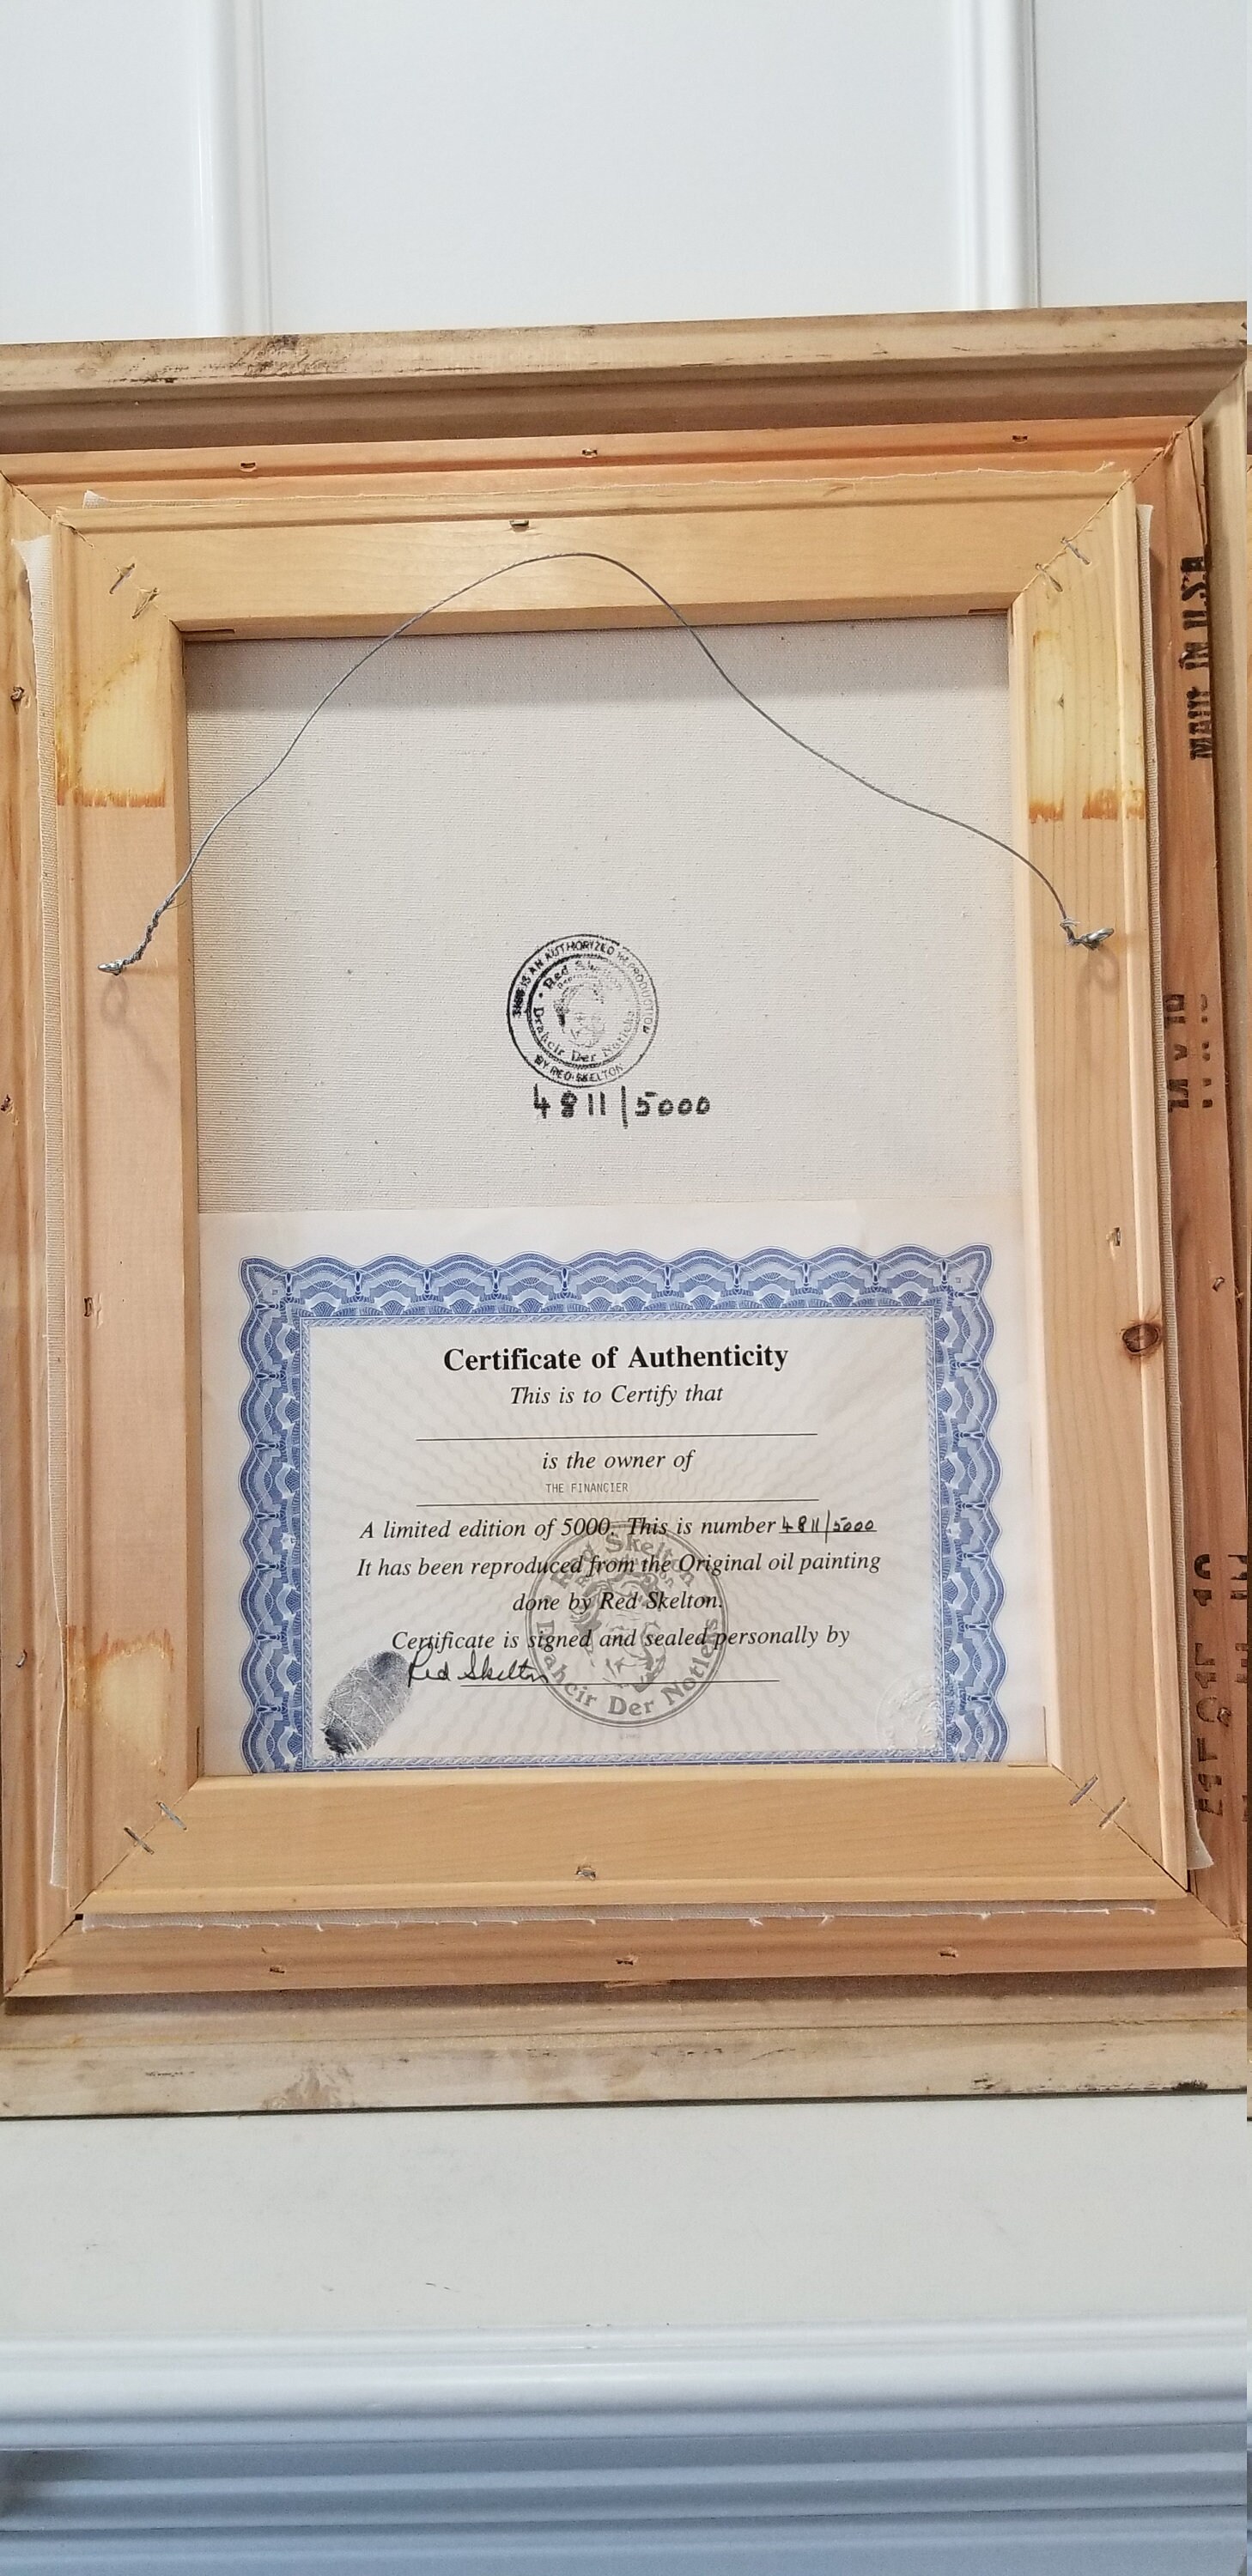 THIS IS AN AUTHORIZED REPRODUCTION
Red Skelton
Drahcir Der Notlek
BY RED SKELTON
4811/5000
Certificate of Authenticity
This is to Certify that
is the owner of
THE FINANCIER
A limited edition of 5000. This is number 4811/5000
It has been reproduced from the Original oil painting
done by Red Skelton.
Certificate is signed and sealed personally by
Red Skelton
Red Skelton
Drahcir Der Notleks
IN U.S.A